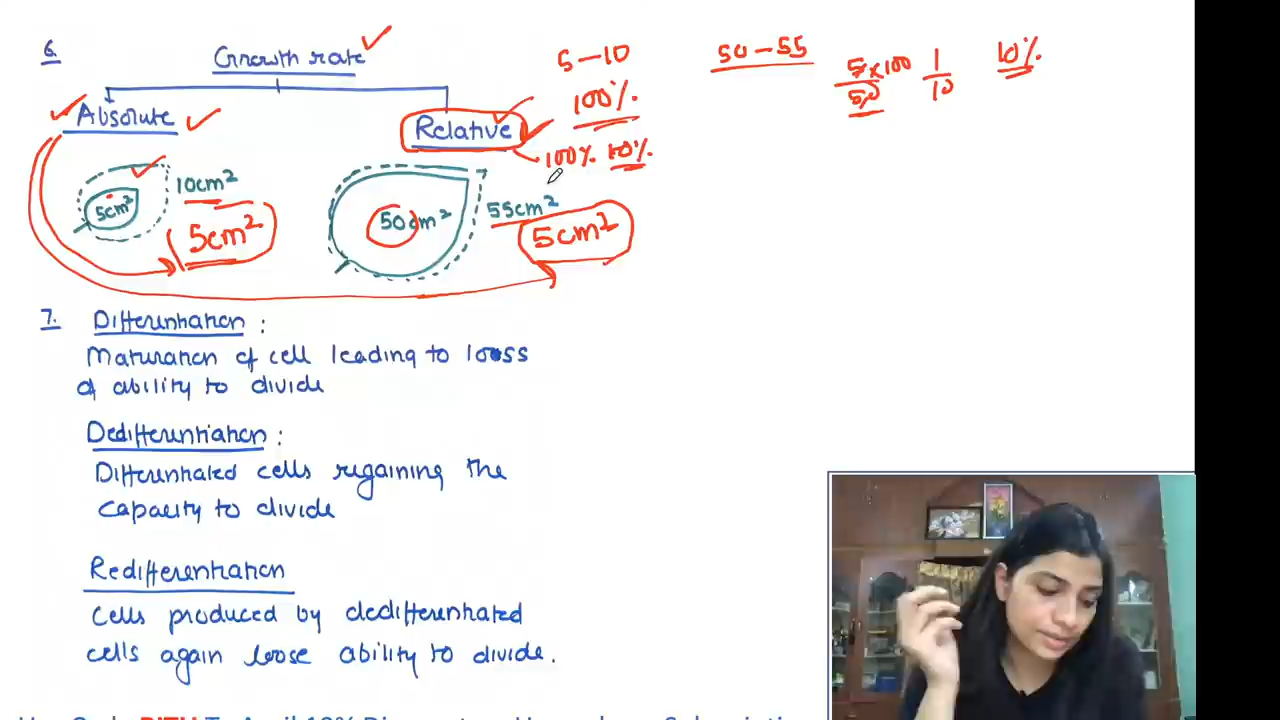 6.
Growth rate
5-10
50-55
5 x 100
50
1
10
10%.
Absolute
Relative
100%
100% 10%.
5cm²
10cm²
5cm²
50cm²
55cm²
5cm²
7. Differentiation :
Maturation of cell leading to looss
of ability to divide
Dedifferentiation :
Differentiated cells regaining the
capacity to divide
Redifferentiation
Cells produced by dedifferentiated
cells again loose ability to divide.